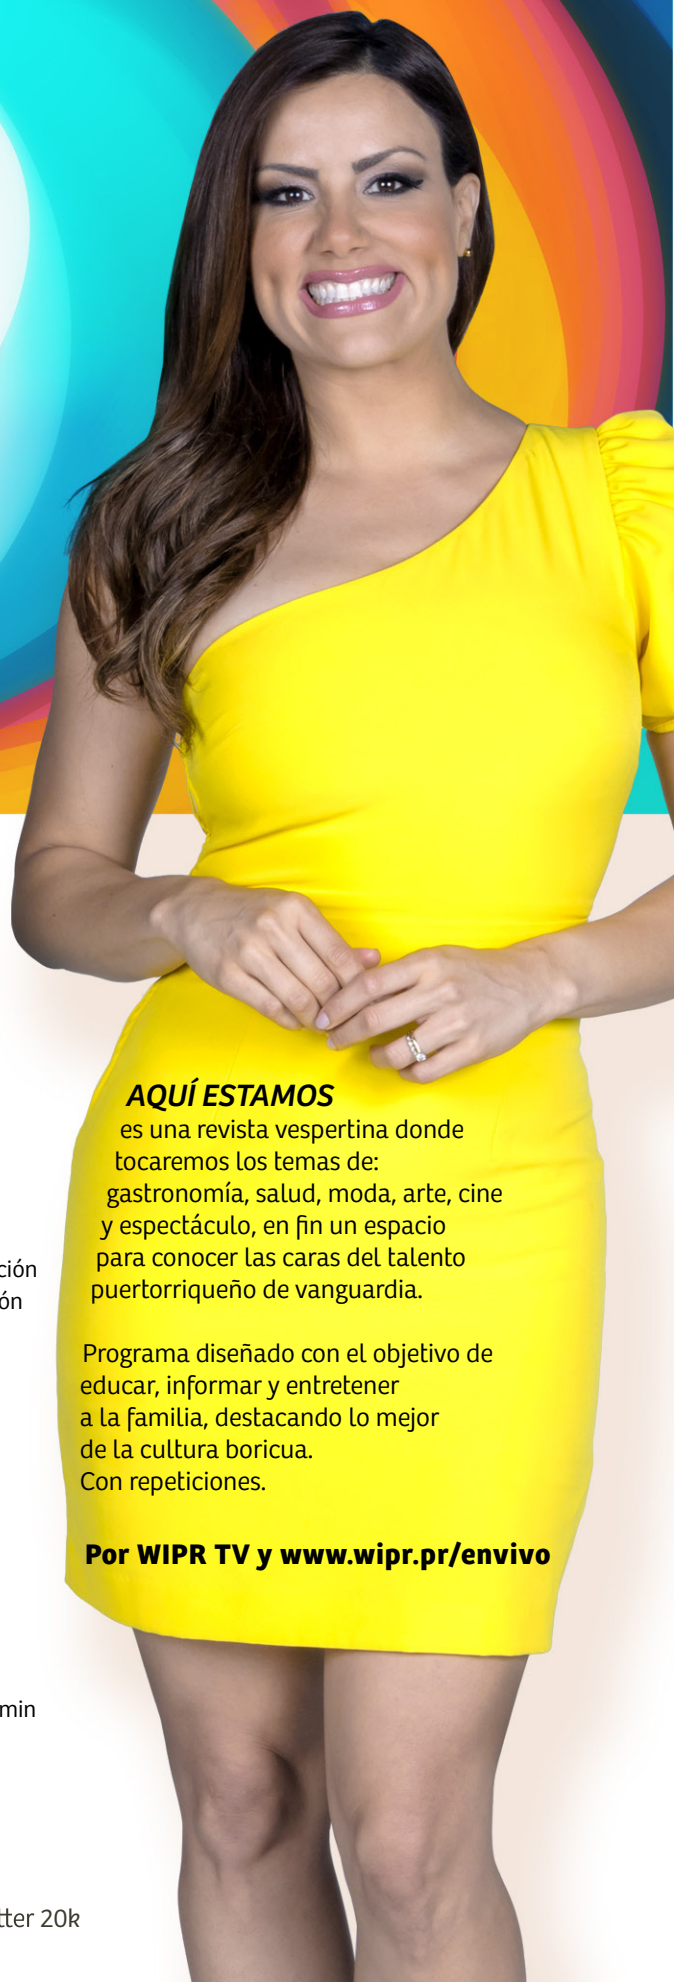 AQUÍ ESTAMOS
es una revista vespertina donde
tocaremos los temas de:
gastronomía, salud, moda, arte, cine
y espectáculo, en fin un espacio
para conocer las caras del talento
puertorriqueño de vanguardia.
Programa diseñado con el objetivo de
educar, informar y entretener
a la familia, destacando lo mejor
de la cultura boricua.
Con repeticiones.
Por WIPR TV y www.wipr.pr/envivo
min
20k